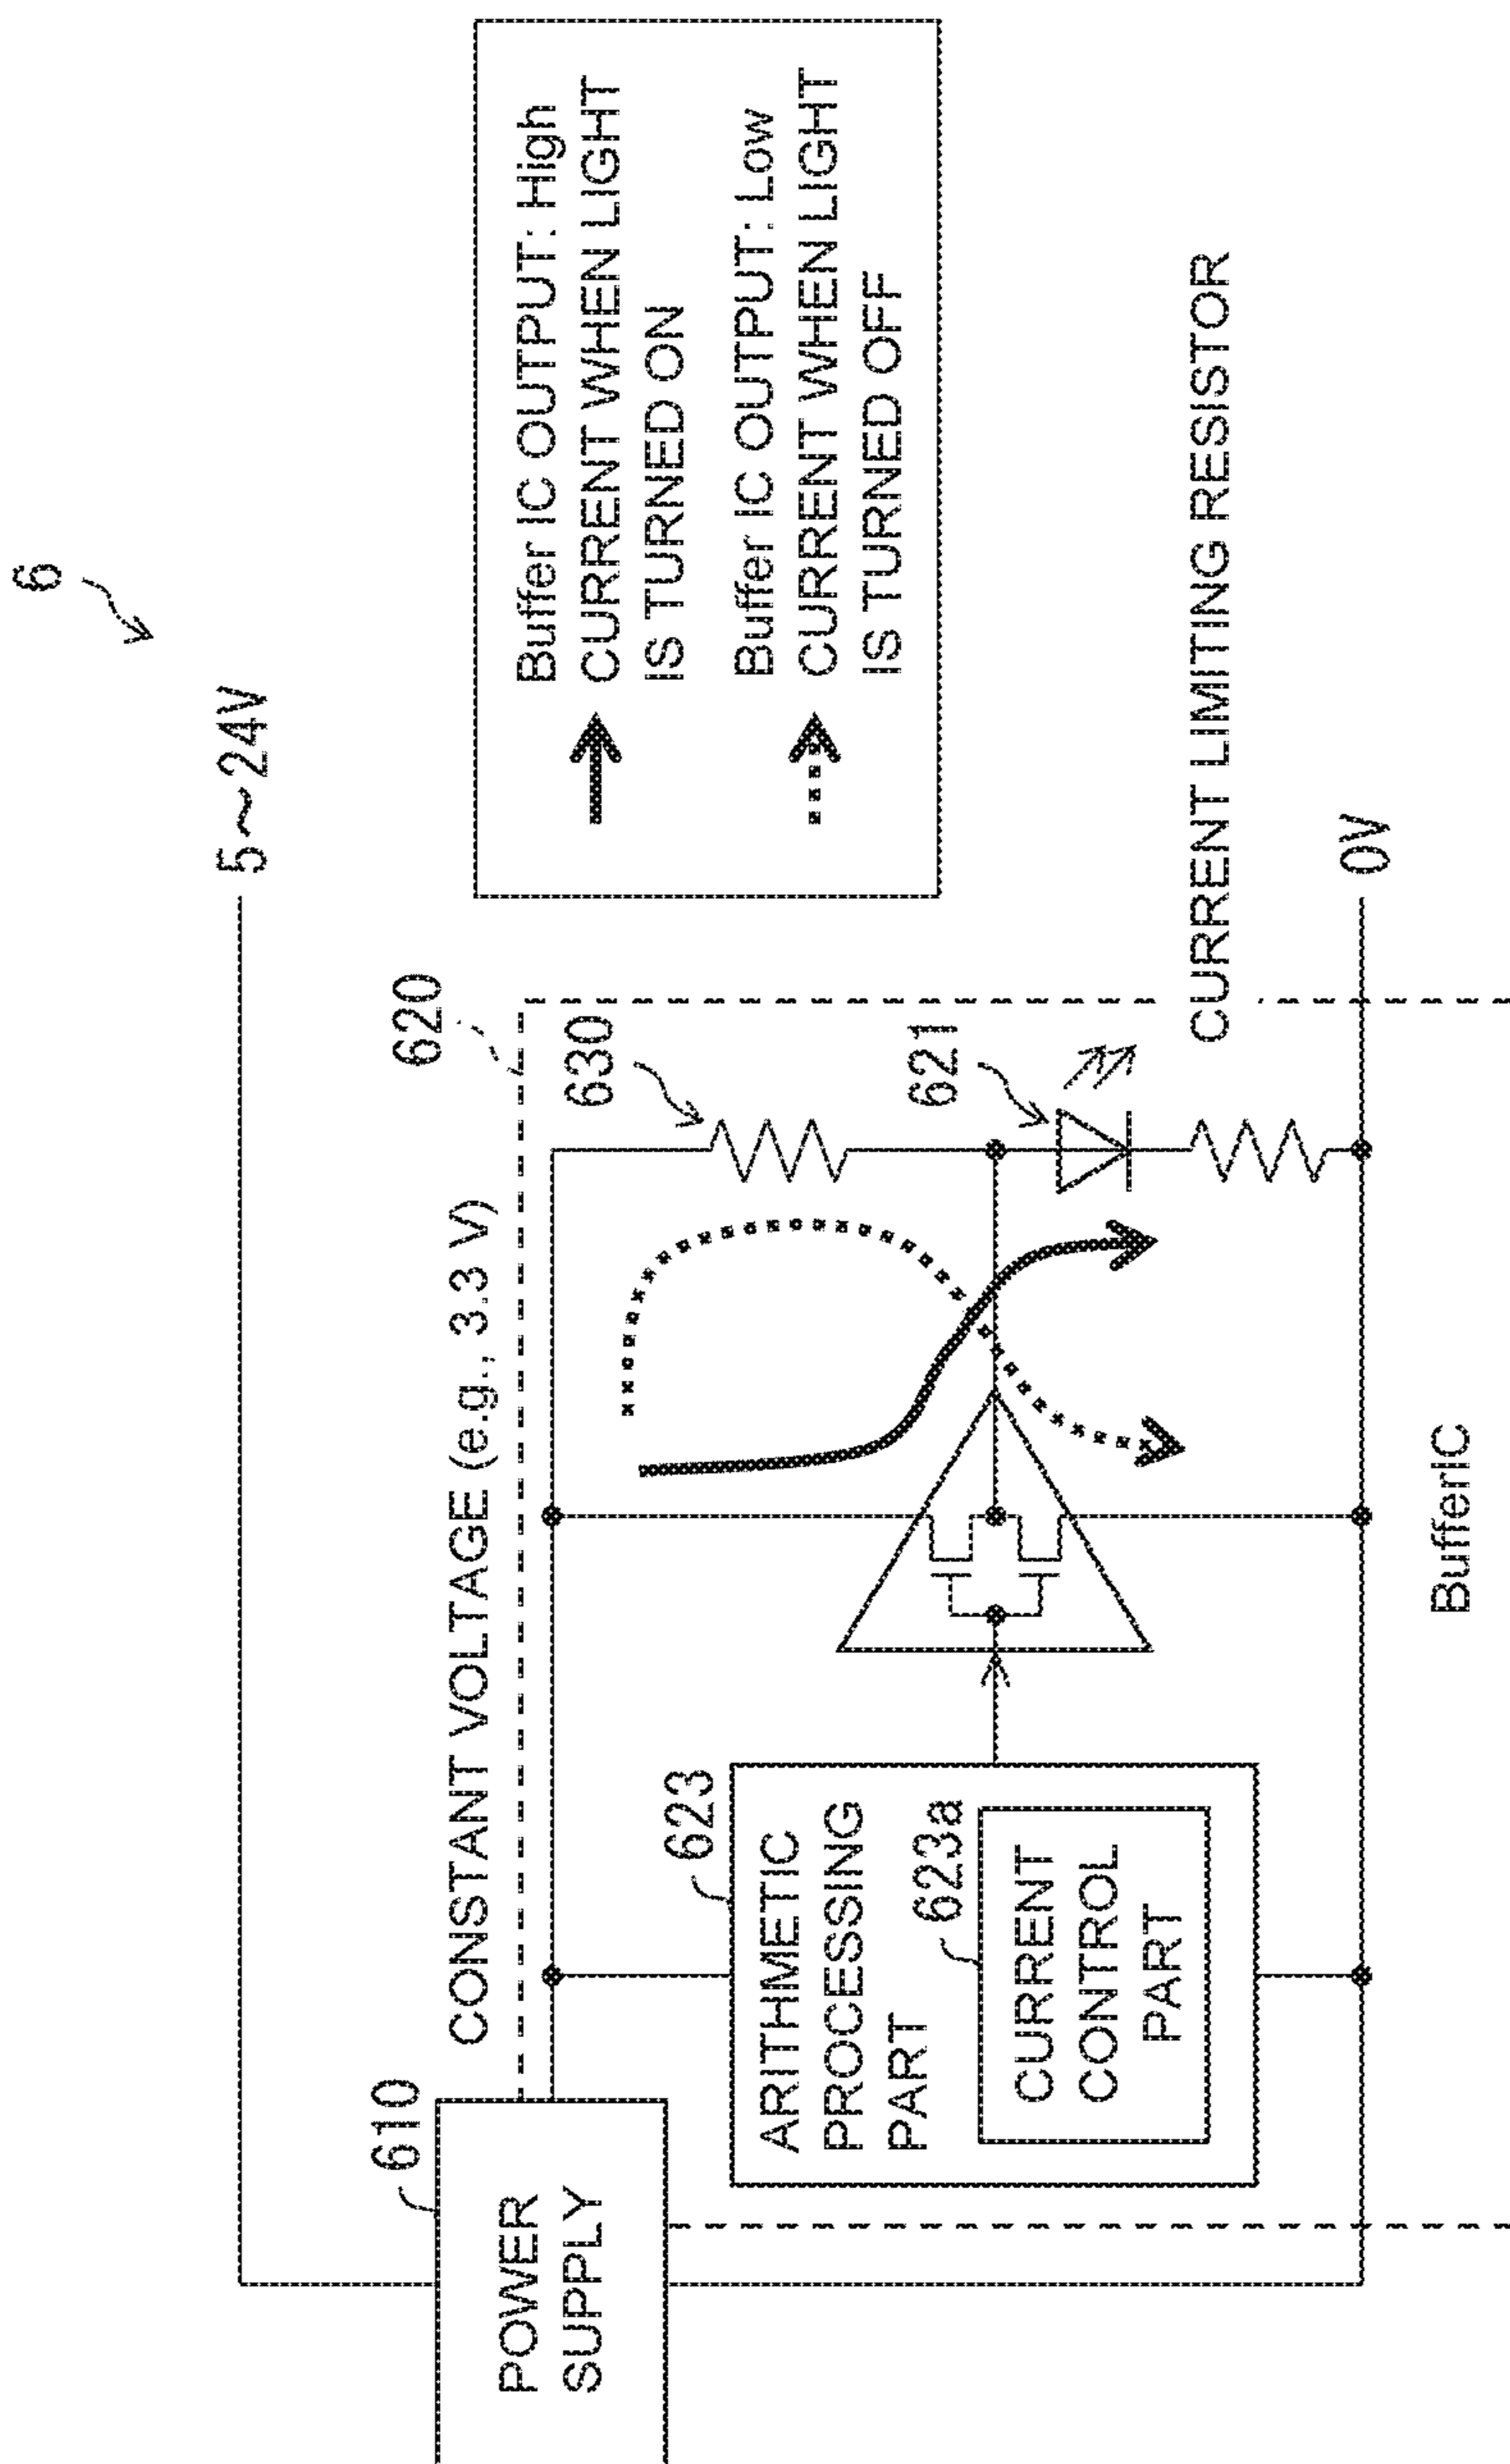 6
5~24V
Buffer IC OUTPUT: High
CURRENT WHEN LIGHT
IS TURNED ON
Buffer IC OUTPUT: Low
CURRENT WHEN LIGHT
IS TURNED OFF
610
POWER
SUPPLY
CONSTANT VOLTAGE (e.g., 3.3 V)
620
630
621
623
ARITHMETIC
PROCESSING
PART
623a
CURRENT
CONTROL
PART
CURRENT LIMITING RESISTOR
0V
BufferIC